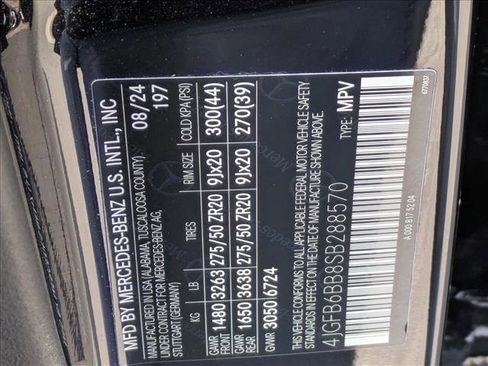 MFD BY MERCEDES-BENZ U.S. INTL., INC
MANUFACTURED IN USA (ALABAMA, TUSCALOOSA COUNTY) 08/24
UNDER CONTRACT FOR MERCEDES-BENZ AG, 197
STUTTGART (GERMANY)
KG LB TIRES RIM SIZE COLD KPA (PSI)
GAWR FRONT 1480 3263 275/50 ZR20 9Jx20 300(44)
GAWR REAR 1650 3638 275/50 ZR20 9Jx20 270(39)
GVWR 3050 6724
THIS VEHICLE CONFORMS TO ALL APPLICABLE FEDERAL MOTOR VEHICLE SAFETY
STANDARDS IN EFFECT ON THE DATE OF MANUFACTURE SHOWN ABOVE.
4JGFB6BB8SB288570 TYPE: MPV
A 000 817 52 04